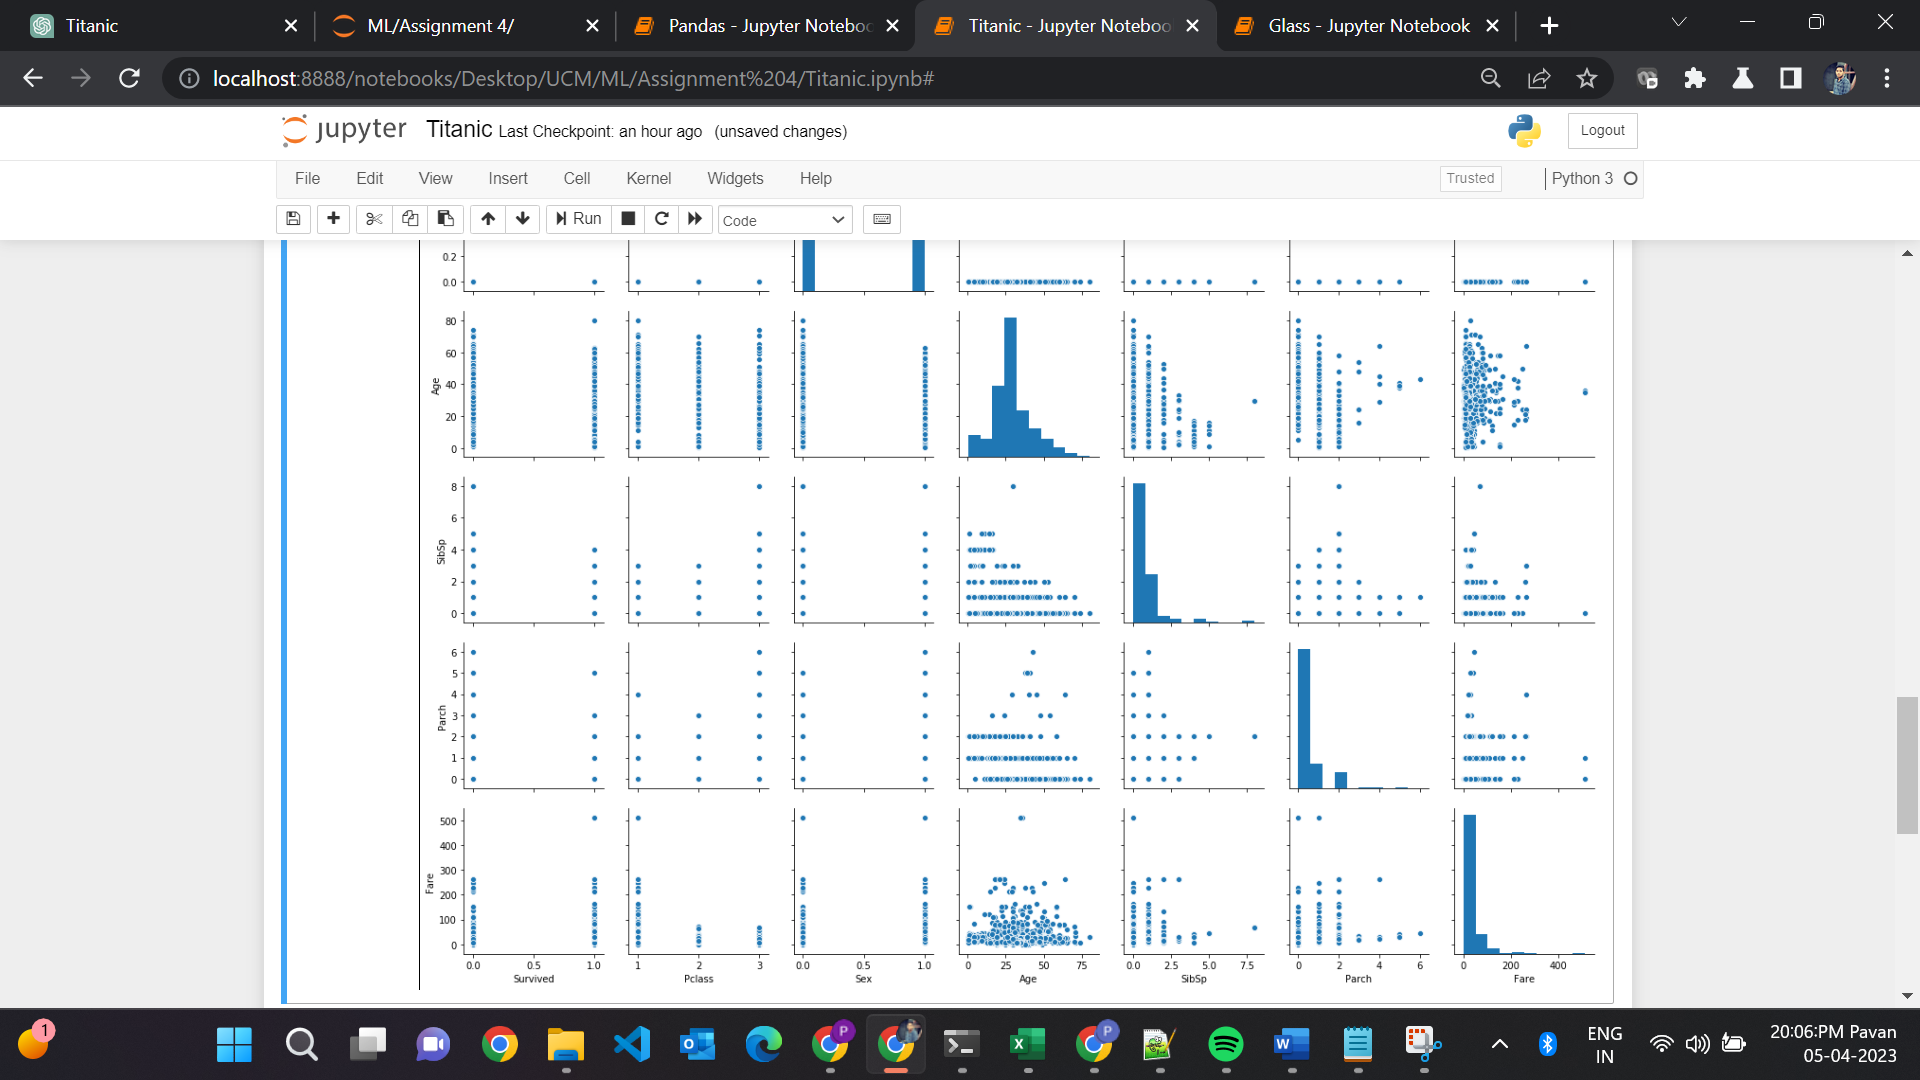 Titanic
ML/Assignment 4/
Pandas - Jupyter Noteboo
Titanic - Jupyter Noteboo
Glass - Jupyter Notebook
localhost:8888/notebooks/Desktop/UCM/ML/Assignment%204/Titanic.ipynb#
jupyter Titanic Last Checkpoint: an hour ago (unsaved changes)
Logout
File Edit View Insert Cell Kernel Widgets Help
Trusted
Python 3
Run
Code
0.2
0.0
80
60
40
20
0
Age
8
6
4
2
0
SibSp
6
5
4
3
2
1
0
Parch
500
400
300
200
100
0
Fare
0.0 0.5 1.0 1 2 3 0.0 0.5 1.0 0 25 50 75 0.0 2.5 5.0 7.5 0 2 4 6 0 200 400
Survived Pclass Sex Age SibSp Parch Fare
1
P
P
ENG
IN
20:06:PM Pavan
05-04-2023